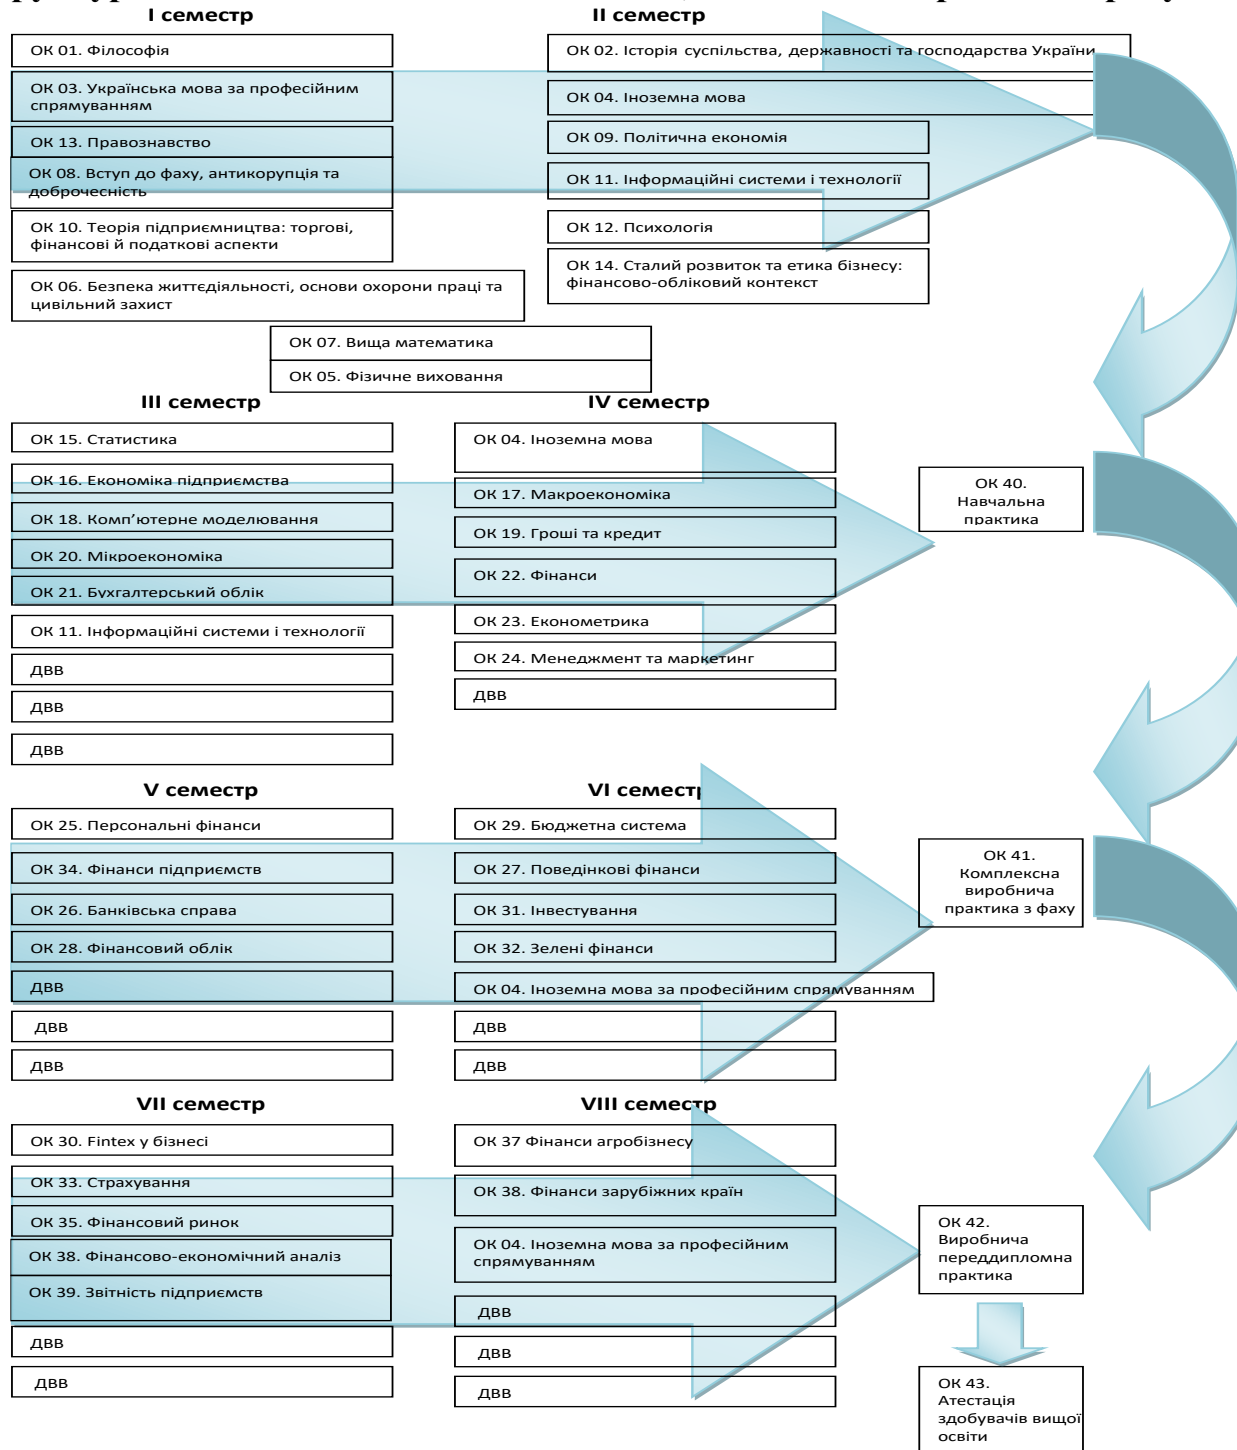 I семестр
II семестр
ОК 01. Філософія
ОК 02. Історія суспільства, державності та господарства України
ОК 03. Українська мова за професійним
спрямуванням
ОК 04. Іноземна мова
ОК 13. Правознавство
ОК 09. Політична економія
ОК 08. Вступ до фаху, антикорупція та
доброчесність
ОК 11. Інформаційні системи і технології
ОК 10. Теорія підприємництва: торгові,
фінансові й податкові аспекти
ОК 12. Психологія
ОК 14. Сталий розвиток та етика бізнесу:
фінансово-обліковий контекст
ОК 06. Безпека життєдіяльності, основи охорони праці та
цивільний захист
ОК 07. Вища математика
ОК 05. Фізичне виховання
III семестр
IV семестр
ОК 15. Статистика
ОК 04. Іноземна мова
ОК 16. Економіка підприємства
ОК 17. Макроекономіка
ОК 18. Комп’ютерне моделювання
ОК 19. Гроші та кредит
ОК 20. Мікроекономіка
ОК 22. Фінанси
ОК 21. Бухгалтерський облік
ОК 23. Економетрика
ОК 11. Інформаційні системи і технології
ОК 24. Менеджмент та маркетинг
ДВВ
ДВВ
ДВВ
ДВВ
ОК 40.
Навчальна
практика
V семестр
VI семестр
ОК 25. Персональні фінанси
ОК 29. Бюджетна система
ОК 34. Фінанси підприємств
ОК 27. Поведінкові фінанси
ОК 26. Банківська справа
ОК 31. Інвестування
ОК 28. Фінансовий облік
ОК 32. Зелені фінанси
ДВВ
ОК 04. Іноземна мова за професійним спрямуванням
ДВВ
ДВВ
ДВВ
ДВВ
ОК 41.
Комплексна
виробнича
практика з фаху
VII семестр
VIII семестр
ОК 30. Fintex у бізнесі
ОК 37 Фінанси агробізнесу
ОК 33. Страхування
ОК 38. Фінанси зарубіжних країн
ОК 35. Фінансовий ринок
ОК 38. Фінансово-економічний аналіз
ОК 04. Іноземна мова за професійним
спрямуванням
ОК 39. Звітність підприємств
ДВВ
ДВВ
ДВВ
ДВВ
ДВВ
ОК 42.
Виробнича
переддипломна
практика
ОК 43.
Атестація
здобувачів вищої
освіти